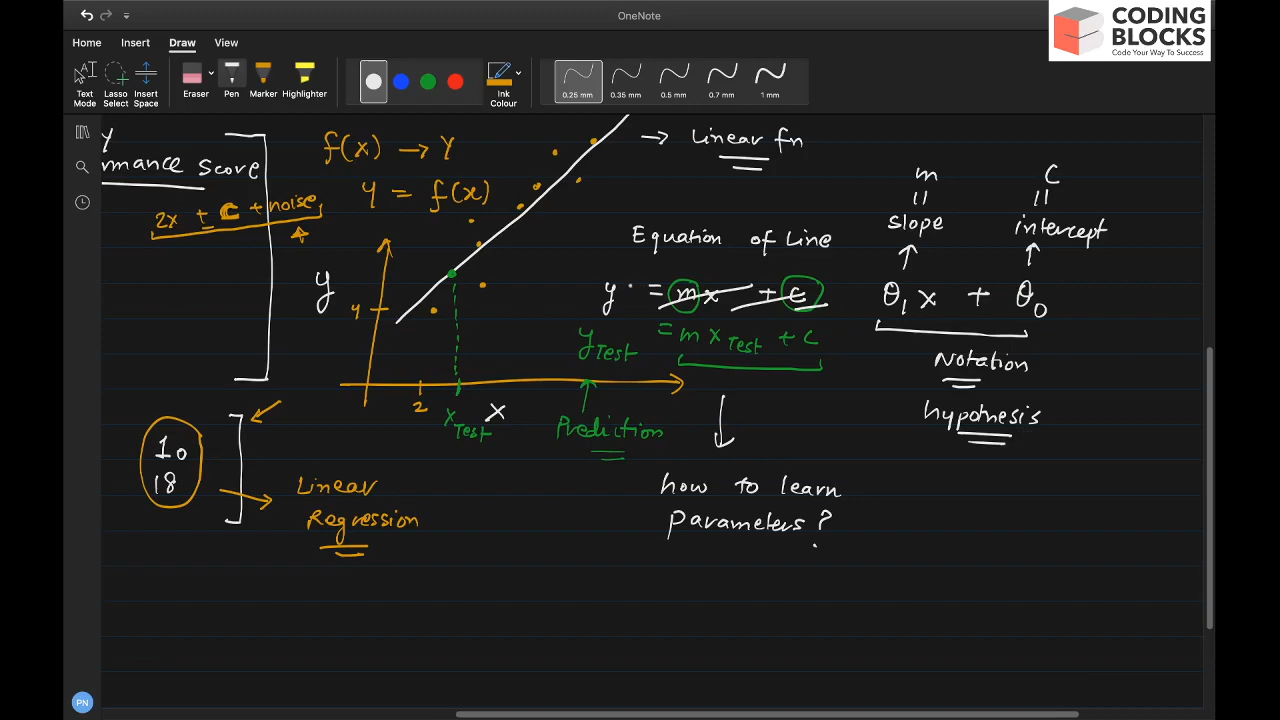 OneNote
CODING
BLOCKS
Code Your Way To Success
Home Insert Draw View
Text Mode
Lasso Select
Insert Space
Eraser
Pen
Marker
Highlighter
Ink Colour
0.25 mm 0.35 mm 0.5 mm 0.7 mm 1 mm
Y
rmance Score
2x ± C + noise
f(x) → Y
y = f(x)
→ Linear fn
y
4
2
X
xTest
Prediction
Equation of Line
y = mx + c
yTest = m xTest + c
m C
slope intercept
θ1 x + θ0
Notation
hypothesis
10
18
Linear
Regression
how to learn
parameters?
PN